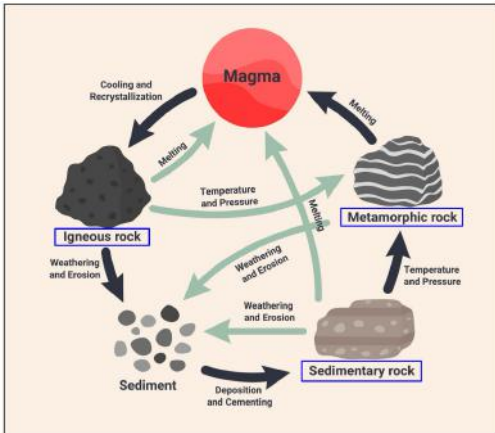 Magma
Cooling and
Recrystallization
Melting
Melting
Temperature
and Pressure
Melting
Igneous rock
Metamorphic rock
Weathering
and Erosion
Weathering
and Erosion
Temperature
and Pressure
Weathering
and Erosion
Sediment
Sedimentary rock
Deposition
and Cementing